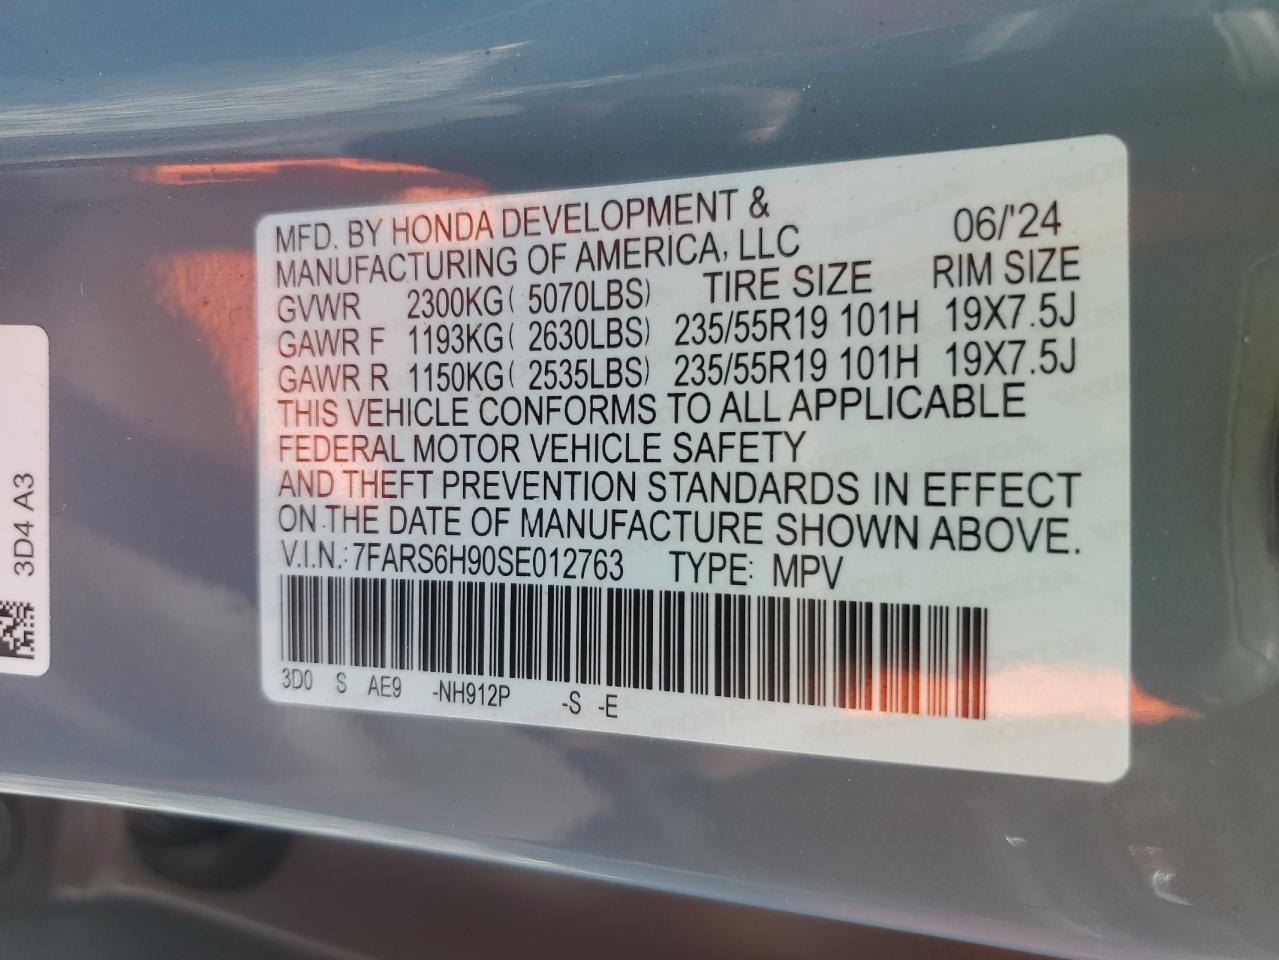 MFD. BY HONDA DEVELOPMENT &
MANUFACTURING OF AMERICA, LLC 06/'24
GVWR 2300KG( 5070LBS) TIRE SIZE RIM SIZE
GAWR F 1193KG( 2630LBS) 235/55R19 101H 19X7.5J
GAWR R 1150KG( 2535LBS) 235/55R19 101H 19X7.5J
THIS VEHICLE CONFORMS TO ALL APPLICABLE
FEDERAL MOTOR VEHICLE SAFETY
AND THEFT PREVENTION STANDARDS IN EFFECT
ON THE DATE OF MANUFACTURE SHOWN ABOVE.
V.I.N.: 7FARS6H90SE012763 TYPE: MPV
3D0 S AE9 -NH912P -S -E
3D4 A3